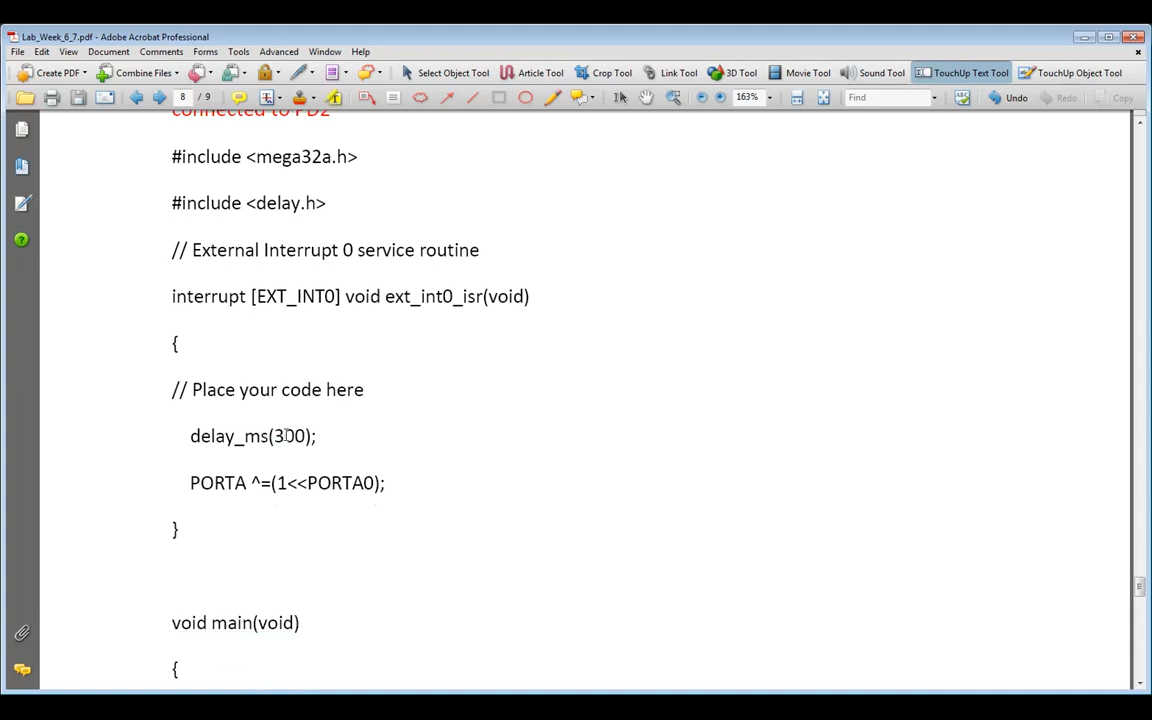 Lab_Week_6_7.pdf - Adobe Acrobat Professional
File Edit View Document Comments Forms Tools Advanced Window Help
Create PDF Combine Files Select Object Tool Article Tool Crop Tool Link Tool 3D Tool Movie Tool Sound Tool TouchUp Text Tool TouchUp Object Tool
8 / 9 163% Find Undo Redo Copy
connected to PD2
#include <mega32a.h>
#include <delay.h>
// External Interrupt 0 service routine
interrupt [EXT_INT0] void ext_int0_isr(void)
{
// Place your code here
delay_ms(300);
PORTA ^=(1<<PORTA0);
}
void main(void)
{